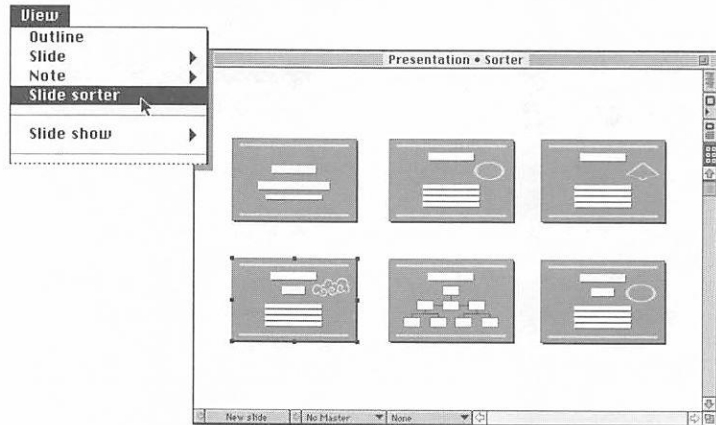 View
Outline
Slide
Note
Slide sorter
Slide show
Presentation • Sorter
New slide No Master None